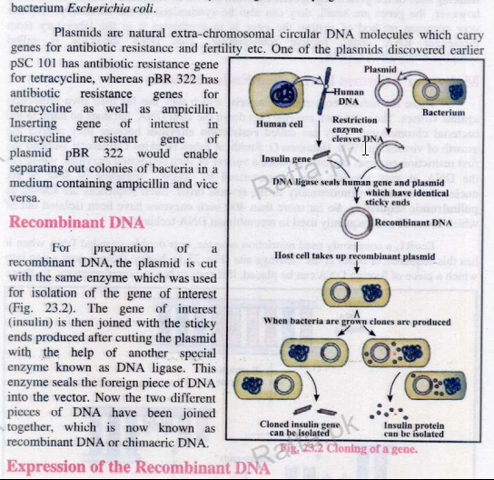 bacterium Escherichia coli.
Plasmids are natural extra-chromosomal circular DNA molecules which carry
genes for antibiotic resistance and fertility etc. One of the plasmids discovered earlier
pSC 101 has antibiotic resistance gene
for tetracycline, whereas pBR 322 has
antibiotic resistance genes for
tetracycline as well as ampicillin.
Inserting gene of interest in
tetracycline resistant gene of
plasmid pBR 322 would enable
separating out colonies of bacteria in a
medium containing ampicillin and vice
versa.
Recombinant DNA
For preparation of a
recombinant DNA, the plasmid is cut
with the same enzyme which was used
for isolation of the gene of interest
(Fig. 23.2). The gene of interest
(insulin) is then joined with the sticky
ends produced after cutting the plasmid
with the help of another special
enzyme known as DNA ligase. This
enzyme seals the foreign piece of DNA
into the vector. Now the two different
pieces of DNA have been joined
together, which is now known as
recombinant DNA or chimaeric DNA.
Plasmid
Human
DNA
Human cell
Bacterium
Restriction
enzyme
cleaves DNA
Insulin gene
DNA ligase seals human gene and plasmid
which have identical
sticky ends
Recombinant DNA
Host cell takes up recombinant plasmid
When bacteria are grown clones are produced
Cloned insulin gene
can be isolated
Insulin protein
can be isolated
Fig. 23.2 Cloning of a gene.
Expression of the Recombinant DNA
Ratta.pk
Ratta.pk